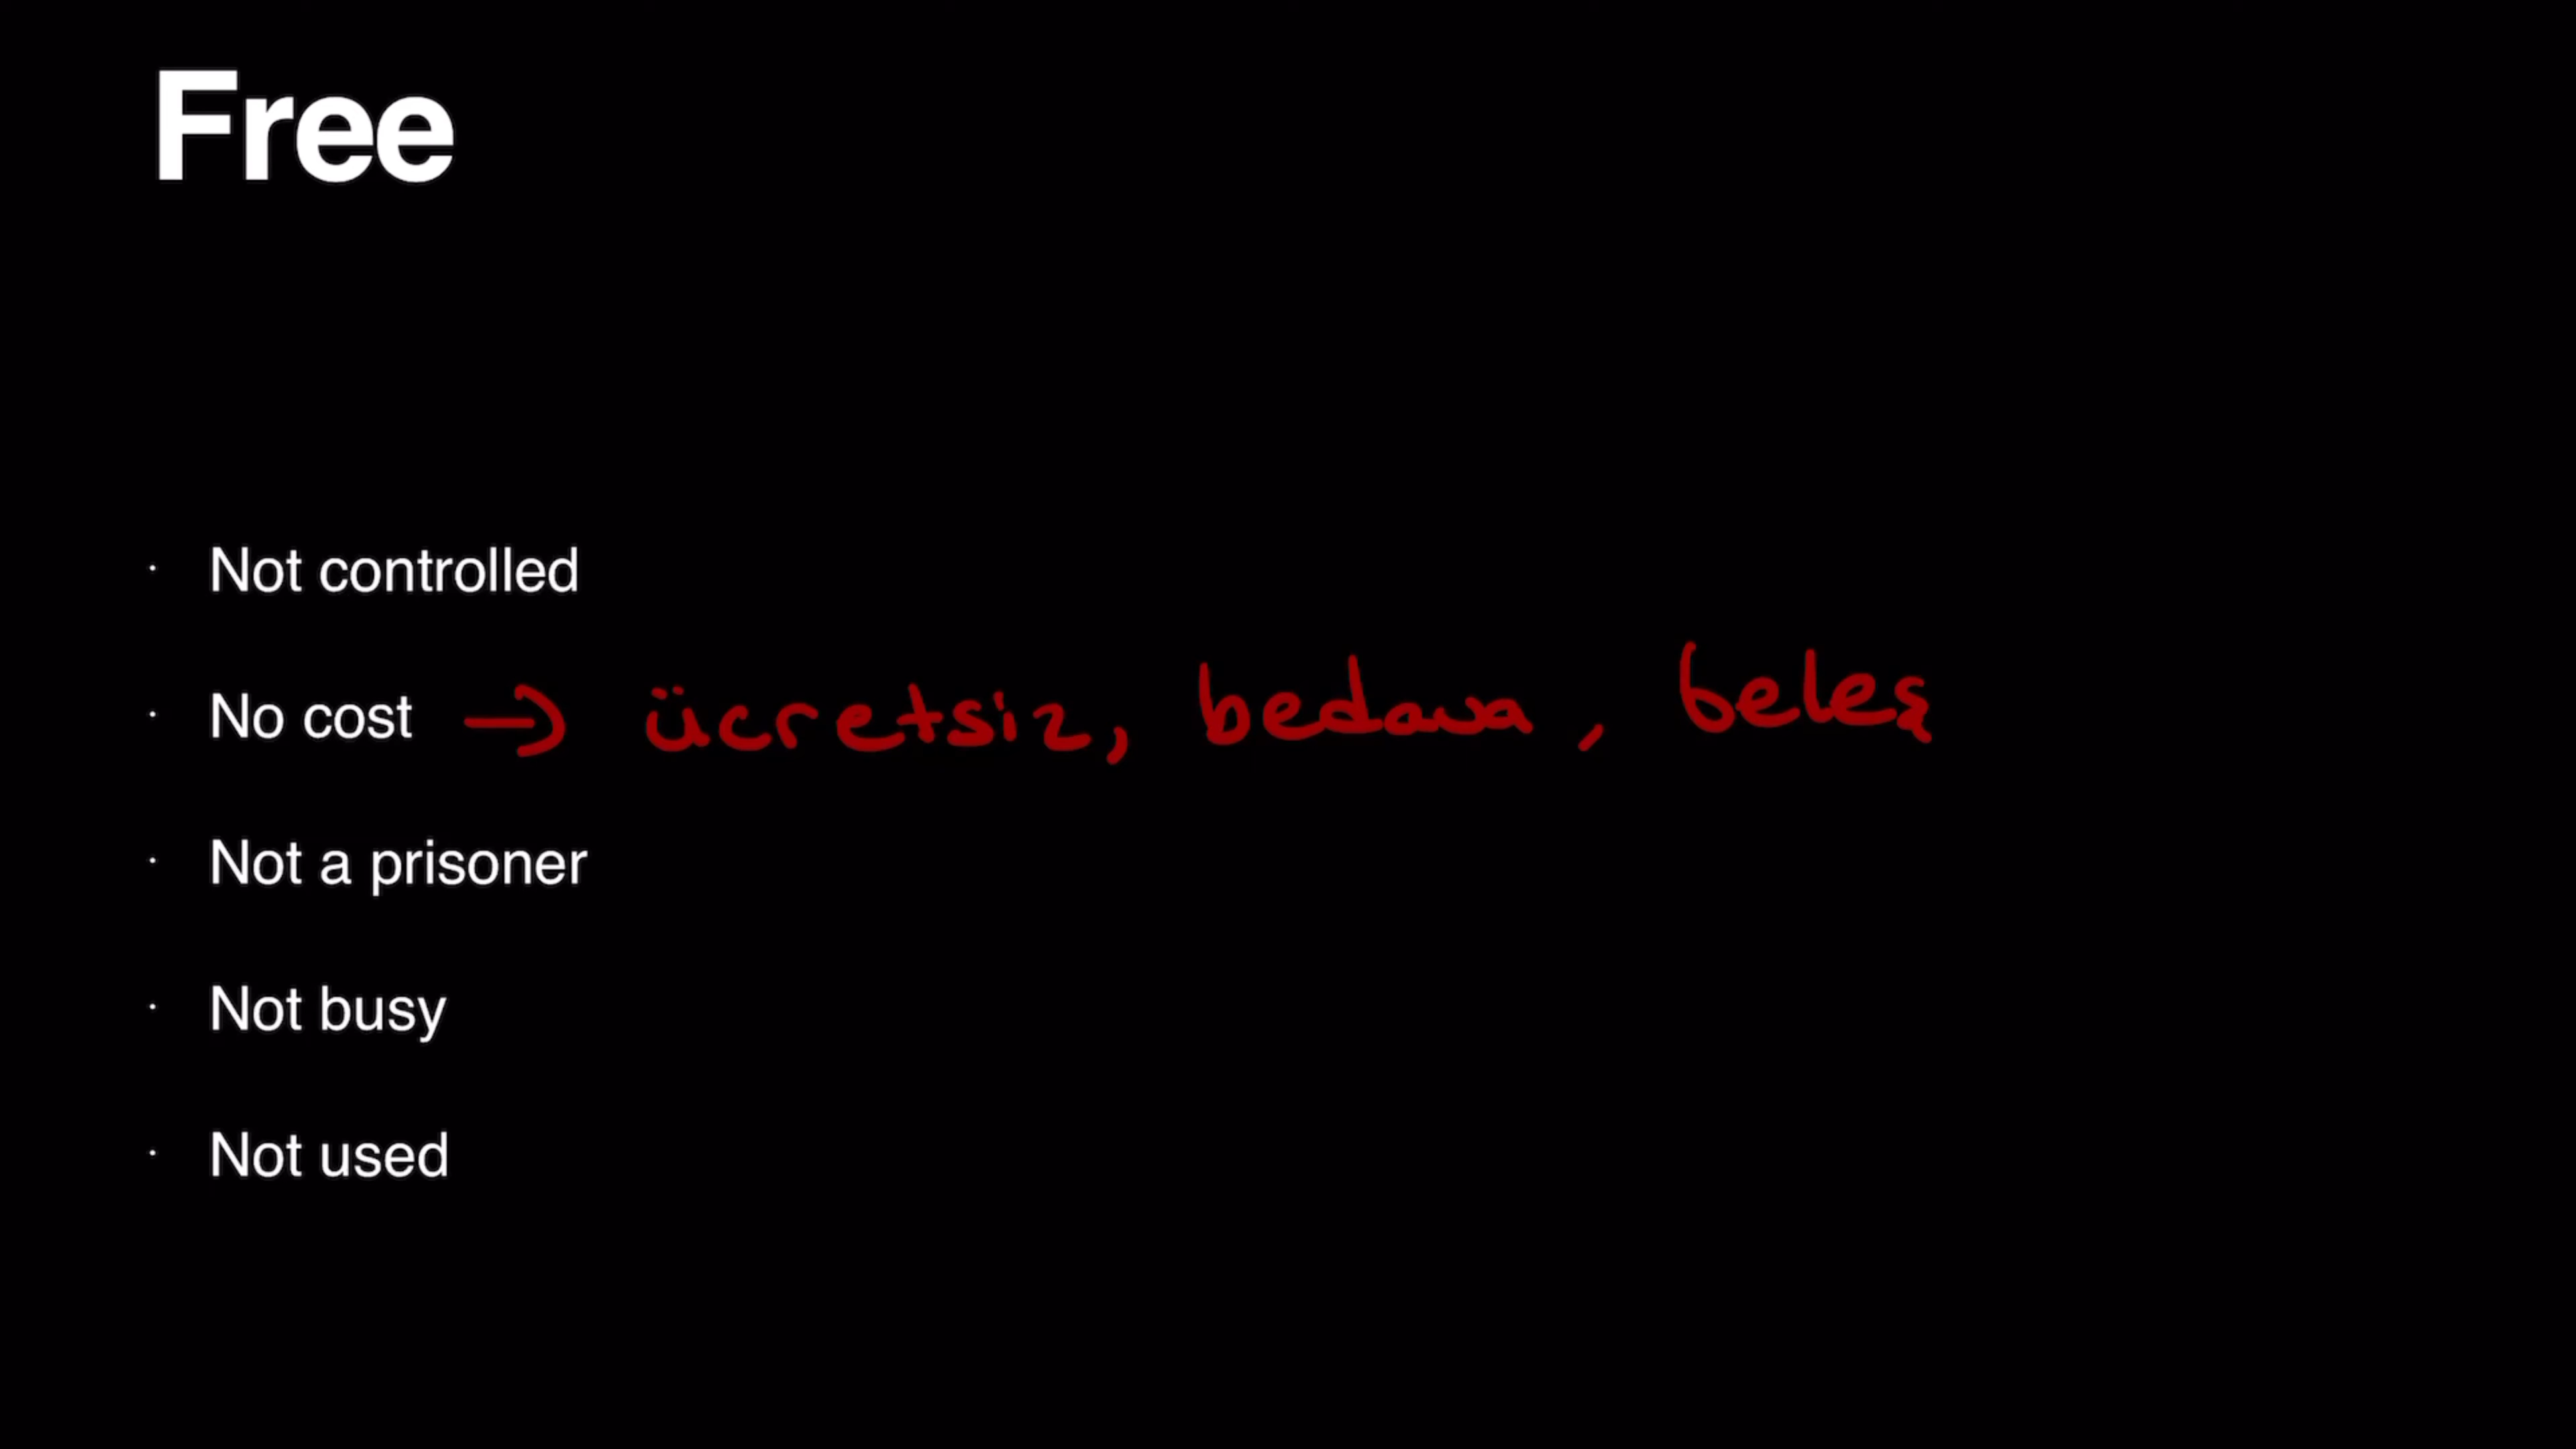 Free
· Not controlled
· No cost → ücretsiz, bedava, beleş
· Not a prisoner
· Not busy
· Not used